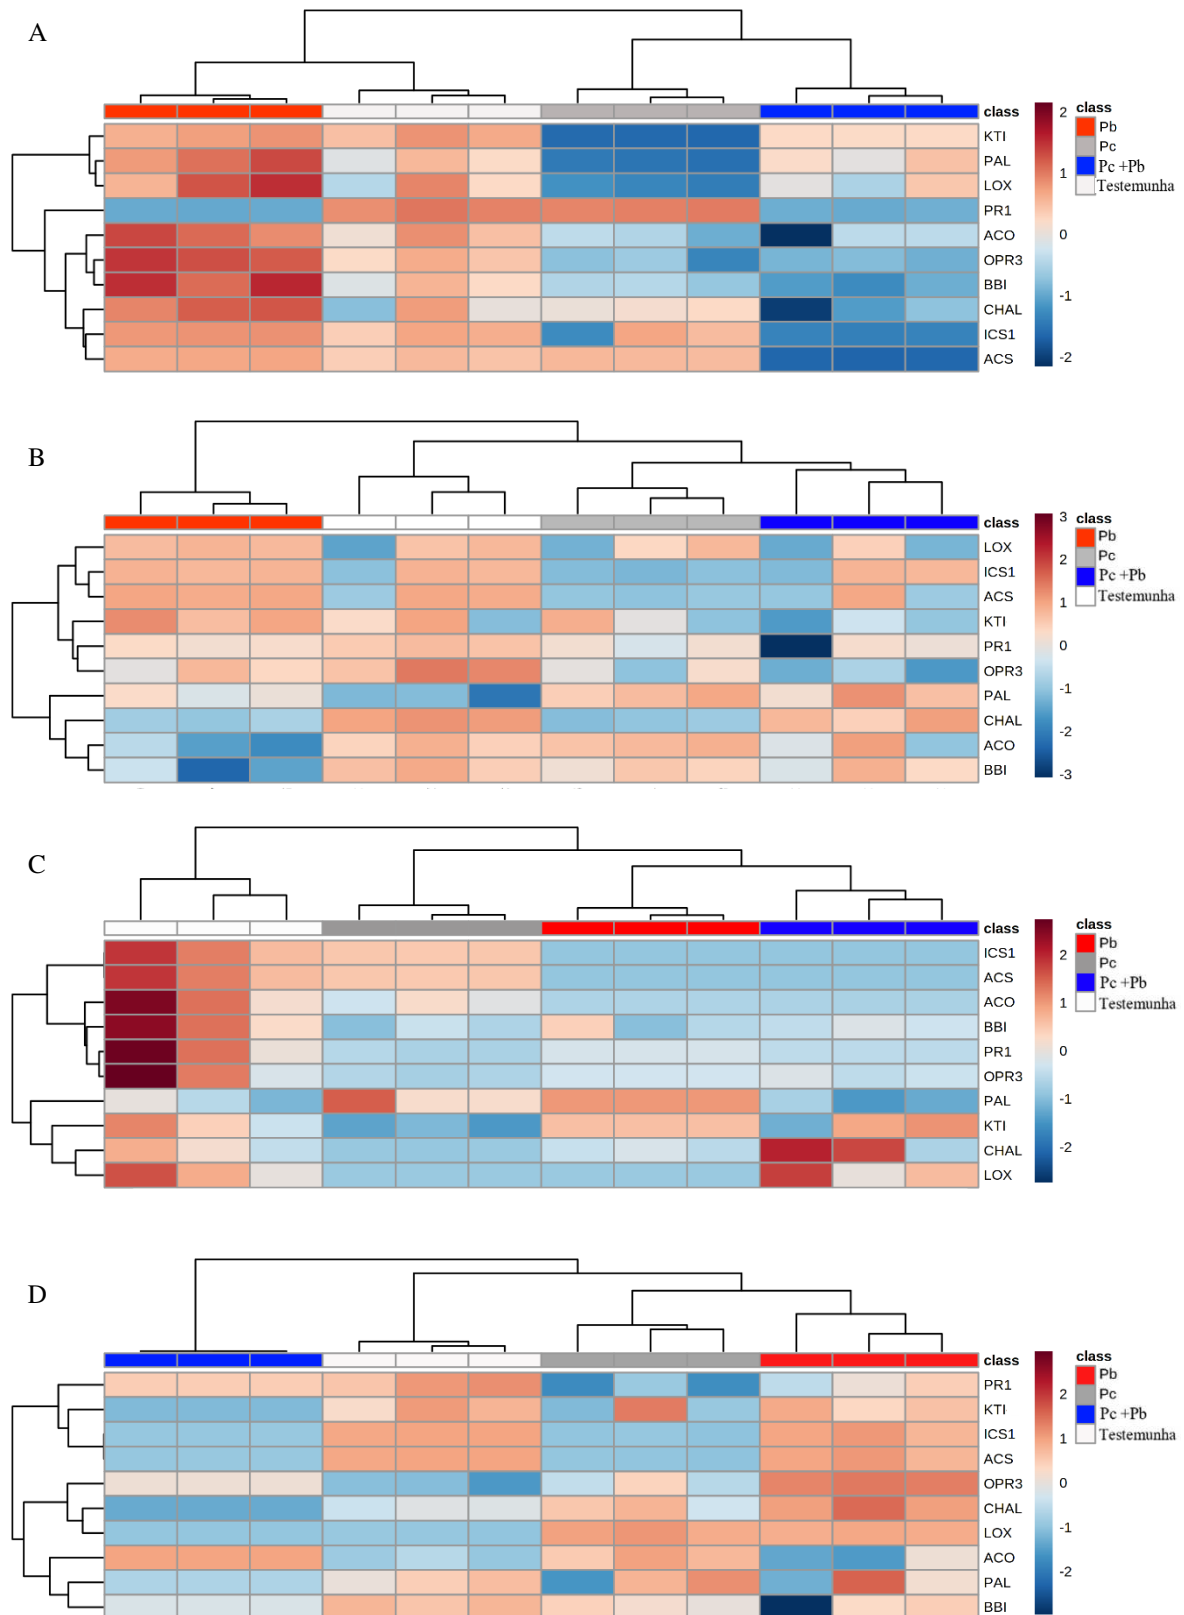 A
class
KTI
PAL
LOX
PR1
ACO
OPR3
BBI
CHAL
ICS1
ACS
2
1
0
-1
-2
class
Pb
Pc
Pc +Pb
Testemunha
B
class
LOX
ICS1
ACS
KTI
PR1
OPR3
PAL
CHAL
ACO
BBI
3
2
1
0
-1
-2
-3
class
Pb
Pc
Pc +Pb
Testemunha
C
class
ICS1
ACS
ACO
BBI
PR1
OPR3
PAL
KTI
CHAL
LOX
2
1
0
-1
-2
class
Pb
Pc
Pc +Pb
Testemunha
D
class
PR1
KTI
ICS1
ACS
OPR3
CHAL
LOX
ACO
PAL
BBI
2
1
0
-1
-2
class
Pb
Pc
Pc +Pb
Testemunha